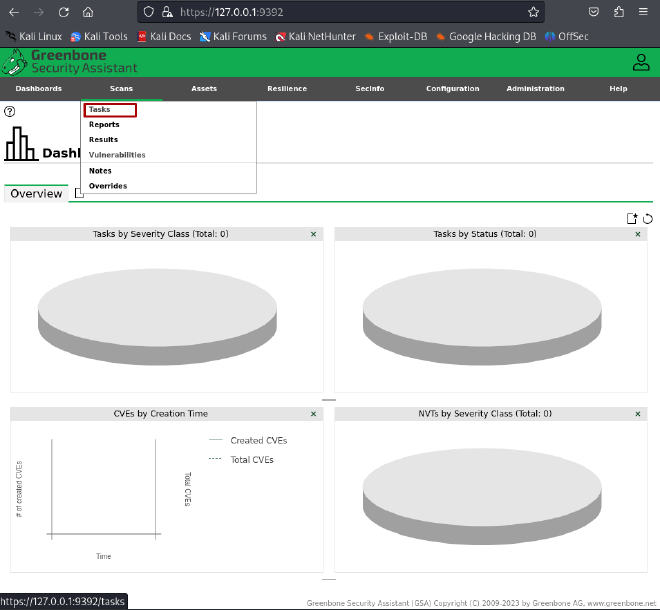 https://127.0.0.1:9392
Kali Linux Kali Tools Kali Docs Kali Forums Kali NetHunter Exploit-DB Google Hacking DB OffSec
Greenbone
Security Assistant
Dashboards Scans Assets Resilience SecInfo Configuration Administration Help
Tasks
Reports
Results
Vulnerabilities
Notes
Overrides
Dashb
Overview
Tasks by Severity Class (Total: 0) ×
Tasks by Status (Total: 0) ×
CVEs by Creation Time ×
# of created CVEs
Time
Total CVEs
Created CVEs
Total CVEs
NVTs by Severity Class (Total: 0) ×
https://127.0.0.1:9392/tasks
Greenbone Security Assistant (GSA) Copyright (C) 2009-2023 by Greenbone AG, www.greenbone.net